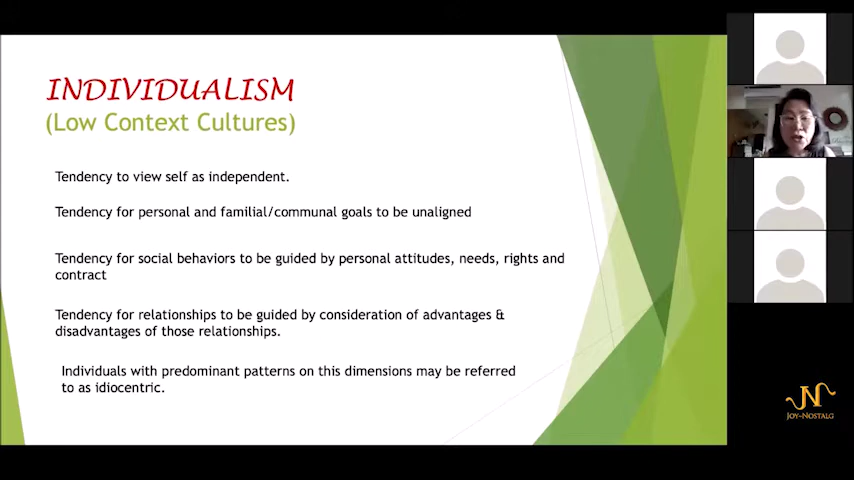 INDIVIDUALISM
(Low Context Cultures)
Tendency to view self as independent.
Tendency for personal and familial/communal goals to be unaligned
Tendency for social behaviors to be guided by personal attitudes, needs, rights and
contract
Tendency for relationships to be guided by consideration of advantages &
disadvantages of those relationships.
Individuals with predominant patterns on this dimensions may be referred
to as idiocentric.
JN
JOY-NOSTALG